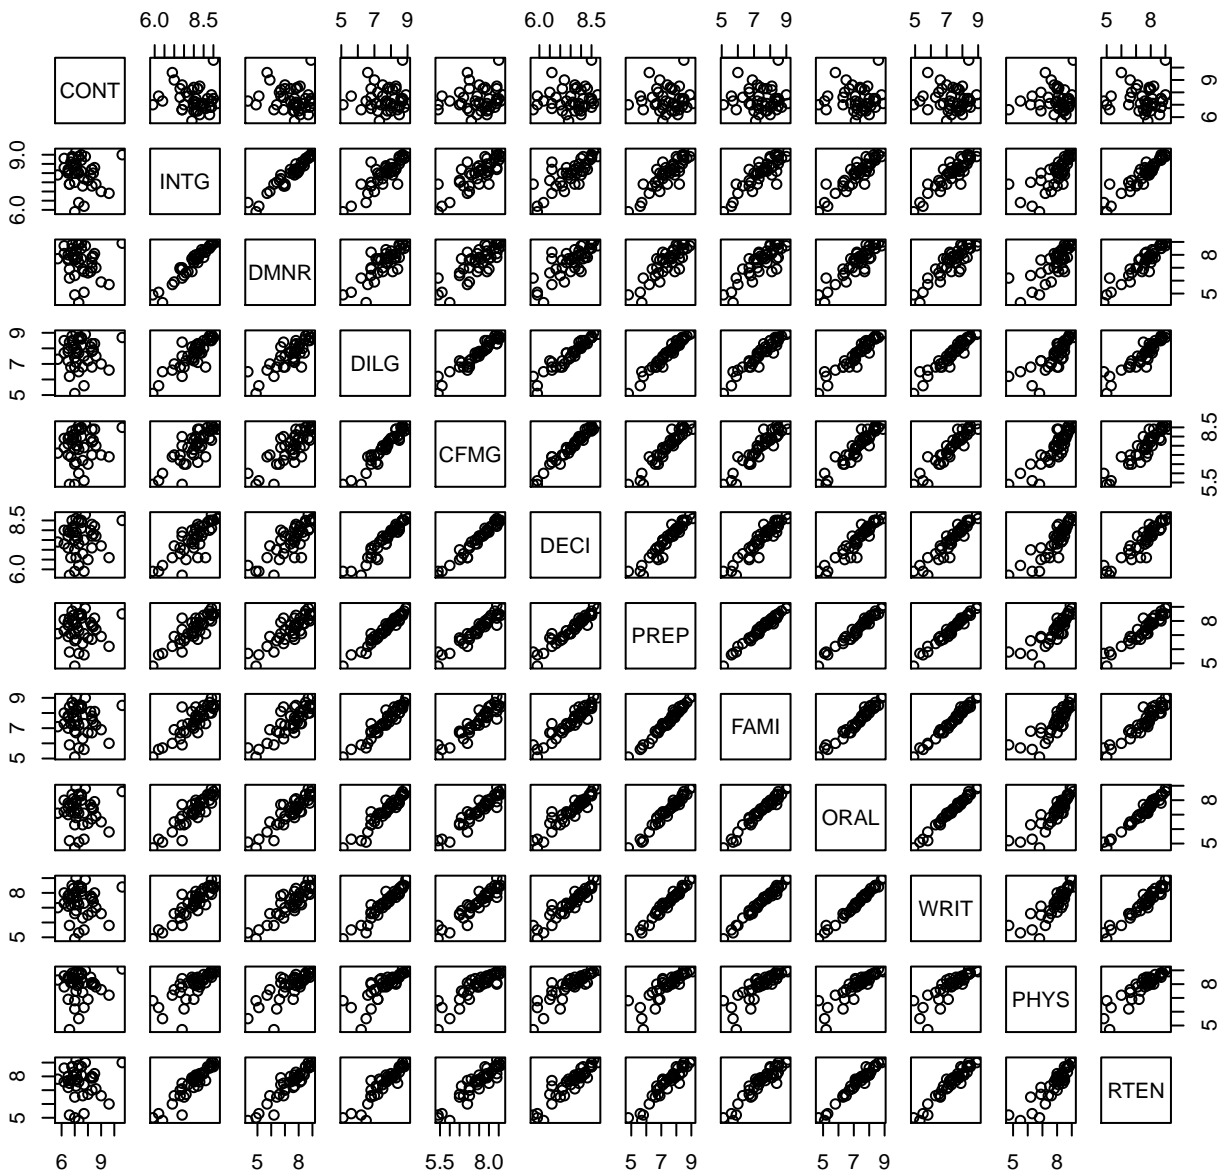 6.0 8.5 5 7 9 6.0 8.5 5 7 9 5 7 9 5 8
CONT 6 9
6.0 9.0 INTG
DMNR 5 8
5 7 9 DILG
CFMG 5.5 8.5
6.0 8.5 DECI
PREP 5 8
5 7 9 FAMI
ORAL 5 8
5 8 WRIT
PHYS 5 8
5 8 RTEN
6 9 5 8 5.5 8.0 5 7 9 5 7 9 5 8